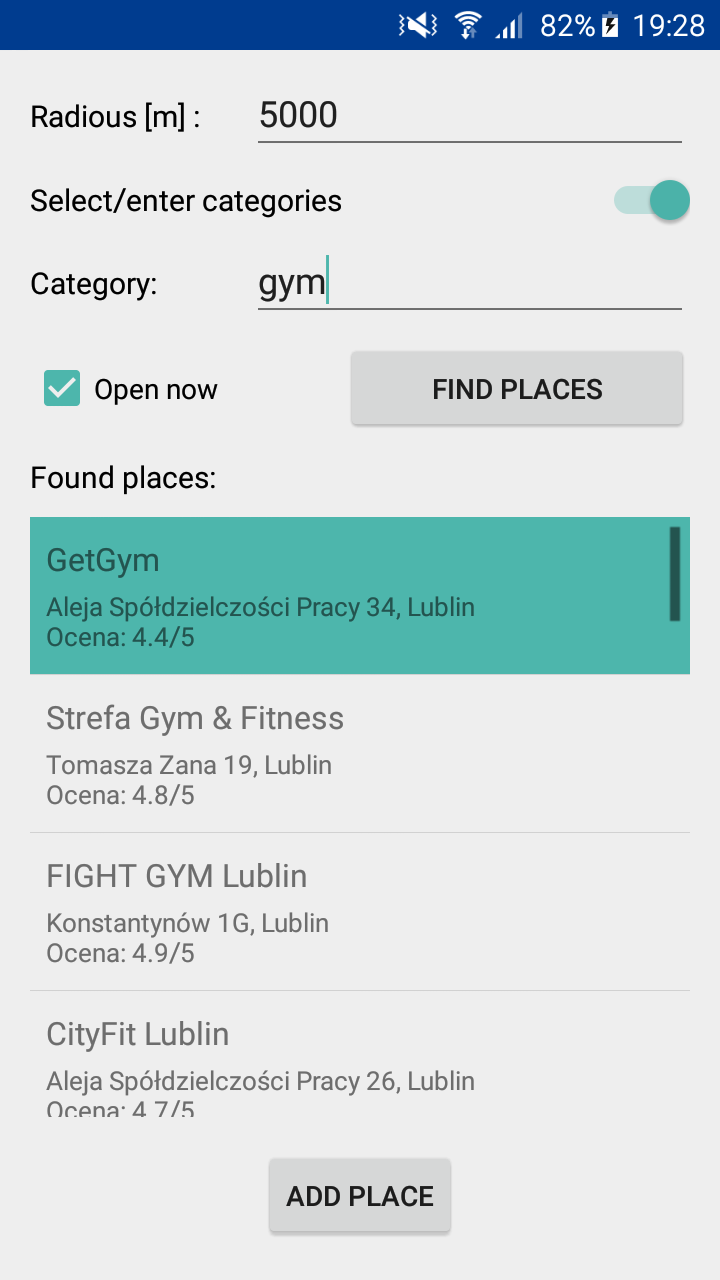 82% 19:28
Radious [m] : 5000
Select/enter categories
Category: gym
Open now FIND PLACES
Found places:
GetGym
Aleja Spółdzielczości Pracy 34, Lublin
Ocena: 4.4/5
Strefa Gym & Fitness
Tomasza Zana 19, Lublin
Ocena: 4.8/5
FIGHT GYM Lublin
Konstantynów 1G, Lublin
Ocena: 4.9/5
CityFit Lublin
Aleja Spółdzielczości Pracy 26, Lublin
Ocena: 4.7/5
ADD PLACE